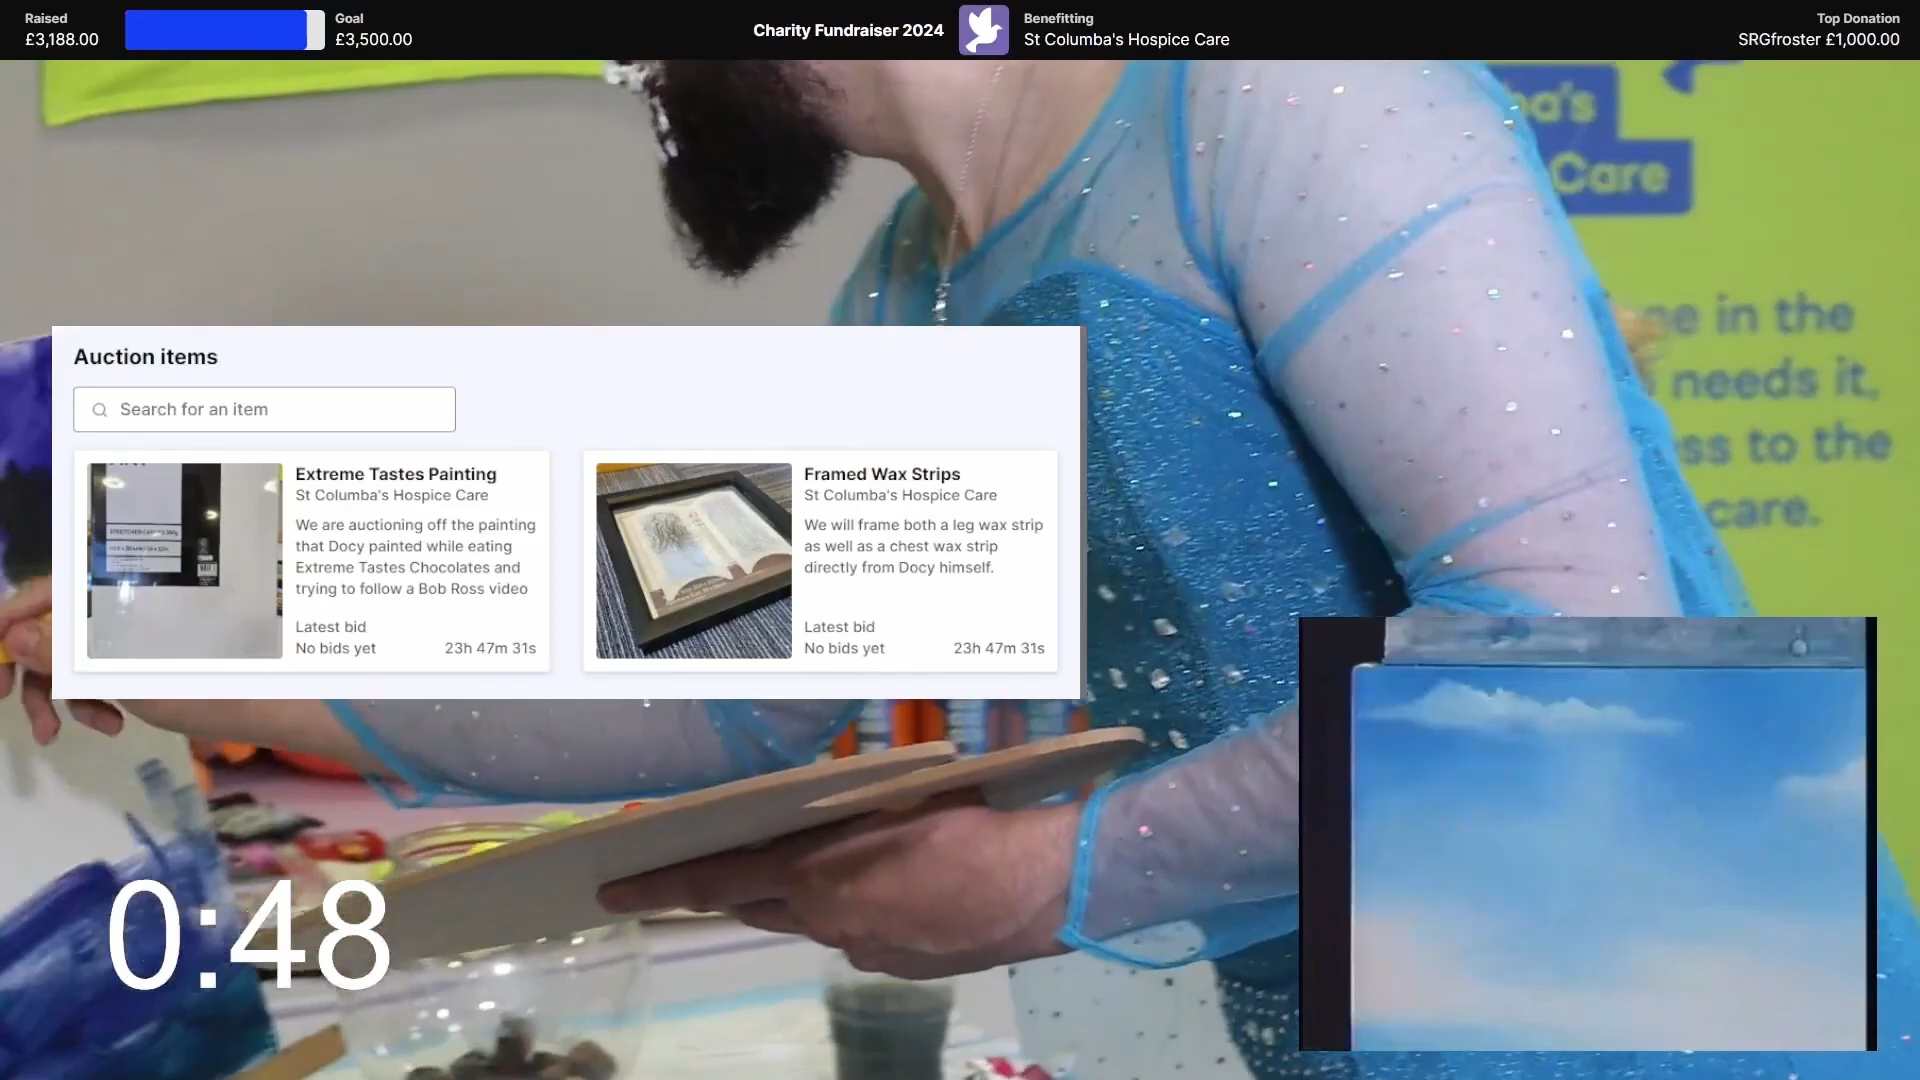 Raised
£3,188.00
Goal
£3,500.00
Charity Fundraiser 2024
Benefitting
St Columba's Hospice Care
Top Donation
SRGfroster £1,000.00
ba's
Care
in the
needs it,
to the
care.
Auction items
Search for an item
Extreme Tastes Painting
St Columba's Hospice Care
We are auctioning off the painting
that Docy painted while eating
Extreme Tastes Chocolates and
trying to follow a Bob Ross video
Latest bid
No bids yet
23h 47m 31s
Framed Wax Strips
St Columba's Hospice Care
We will frame both a leg wax strip
as well as a chest wax strip
directly from Docy himself.
Latest bid
No bids yet
23h 47m 31s
0:48